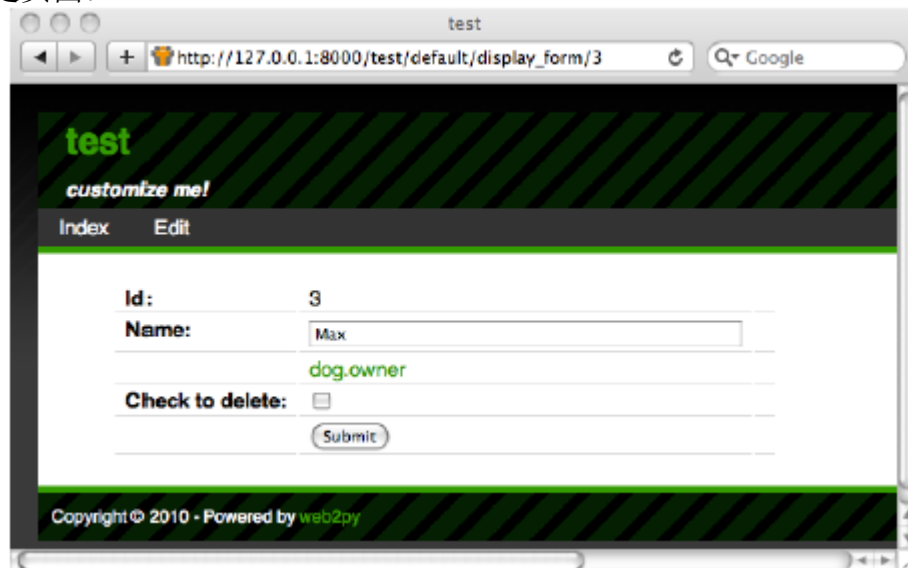 test
http://127.0.0.1:8000/test/default/display_form/3
Google
test
customize me!
Index Edit
Id: 3
Name: Max
dog.owner
Check to delete:
Submit
Copyright © 2010 - Powered by web2py